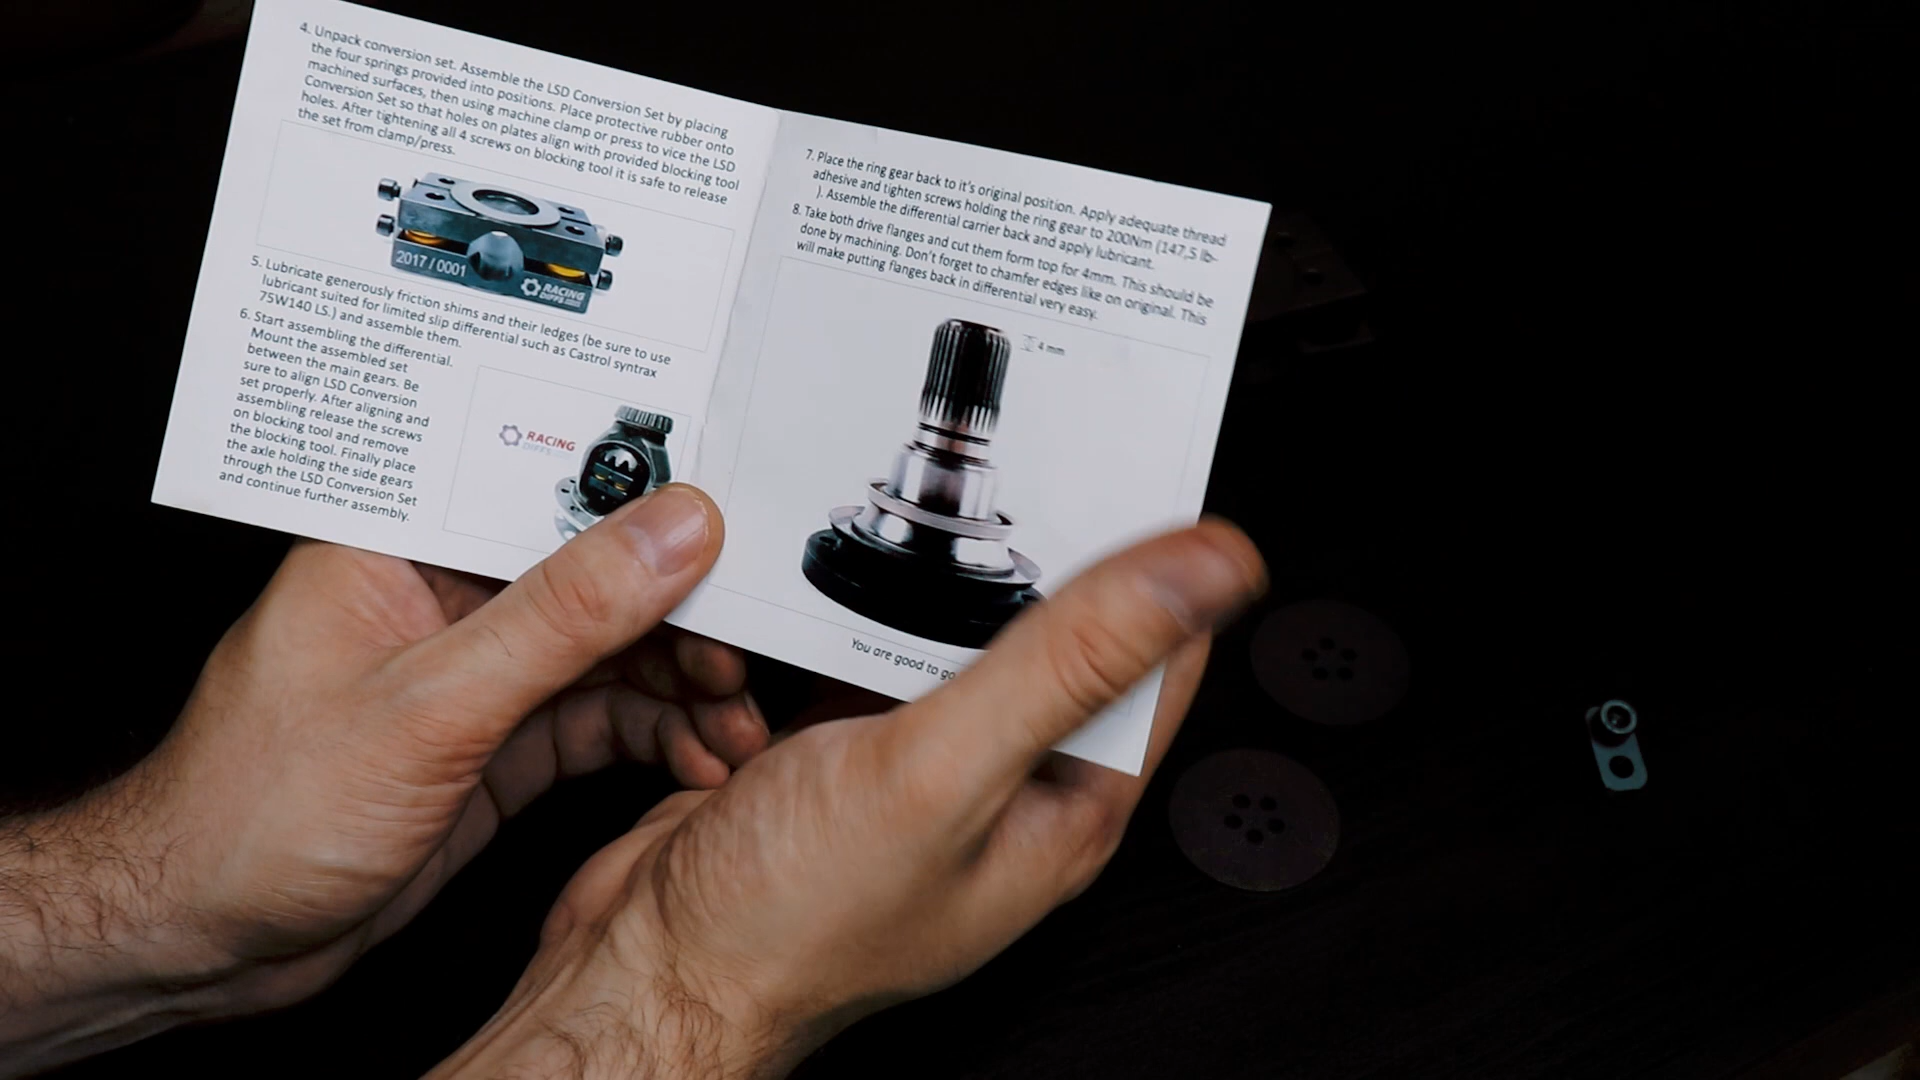 4. Unpack conversion set. Assemble the LSD Conversion Set by placing
the four springs provided into positions. Place protective rubber onto
machined surfaces, then using machine clamp or press to vice the LSD
Conversion Set so that holes on plates align with provided blocking tool
holes. After tightening all 4 screws on blocking tool it is safe to release
the set from clamp/press.
2017 / 0001
RACING
DIFFS
5. Lubricate generously friction shims and their ledges (be sure to use
lubricant suited for limited slip differential such as Castrol syntrax
75W140 LS.) and assemble them.
6. Start assembling the differential.
Mount the assembled set
between the main gears. Be
sure to align LSD Conversion
set properly. After aligning and
assembling release the screws
on blocking tool and remove
the blocking tool. Finally place
the axle holding the side gears
through the LSD Conversion Set
and continue further assembly.
RACING
DIFFS
7. Place the ring gear back to it's original position. Apply adequate thread
adhesive and tighten screws holding the ring gear to 200Nm (147,5 lb-
). Assemble the differential carrier back and apply lubricant.
8. Take both drive flanges and cut them form top for 4mm. This should be
done by machining. Don't forget to chamfer edges like on original. This
will make putting flanges back in differential very easy.
4 mm
You are good to go